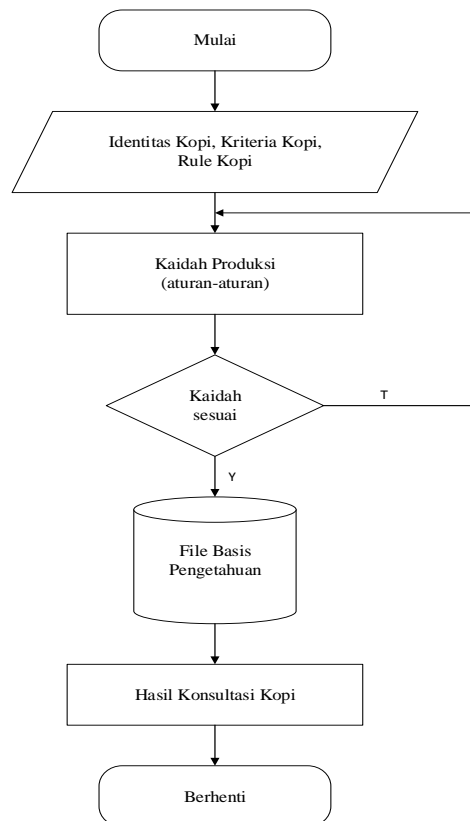 Mulai
Identitas Kopi, Kriteria Kopi,
Rule Kopi
Kaidah Produksi
(aturan-aturan)
Kaidah
sesuai
T
Y
File Basis
Pengetahuan
Hasil Konsultasi Kopi
Berhenti